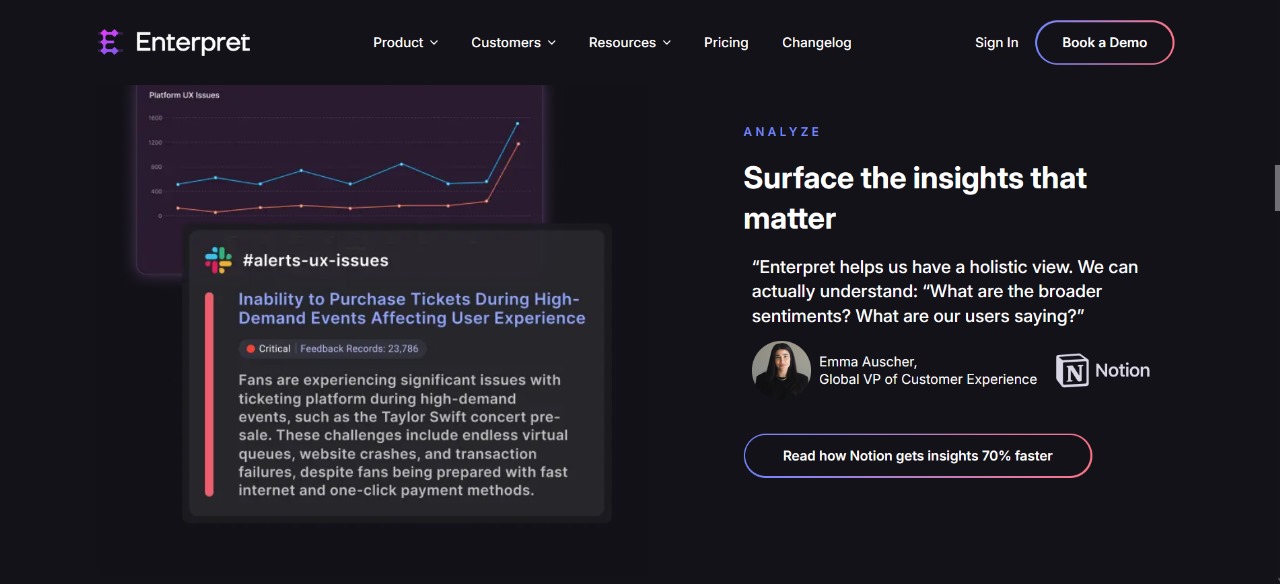 Enterpret
Product
Customers
Resources
Pricing
Changelog
Sign In
Book a Demo
Platform UX Issues
1600
1200
800
400
0
#alerts-ux-issues
Inability to Purchase Tickets During High-
Demand Events Affecting User Experience
Critical | Feedback Records: 23,786
Fans are experiencing significant issues with
ticketing platform during high-demand
events, such as the Taylor Swift concert pre-
sale. These challenges include endless virtual
queues, website crashes, and transaction
failures, despite fans being prepared with fast
internet and one-click payment methods.
ANALYZE
Surface the insights that
matter
“Enterpret helps us have a holistic view. We can
actually understand: “What are the broader
sentiments? What are our users saying?”
Emma Auscher,
Global VP of Customer Experience
Notion
Read how Notion gets insights 70% faster